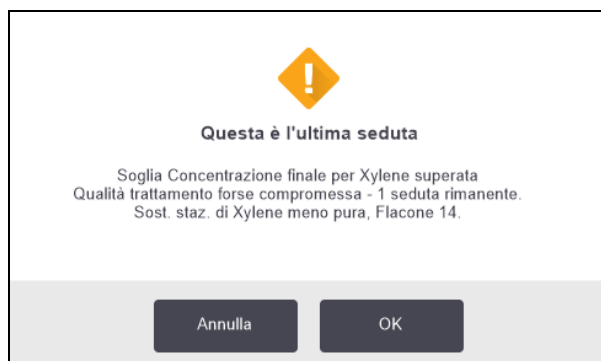 Questa è l'ultima seduta
Soglia Concentrazione finale per Xylene superata
Qualità trattamento forse compromessa - 1 seduta rimanente.
Sost. staz. di Xylene meno pura, Flacone 14.
Annulla
OK